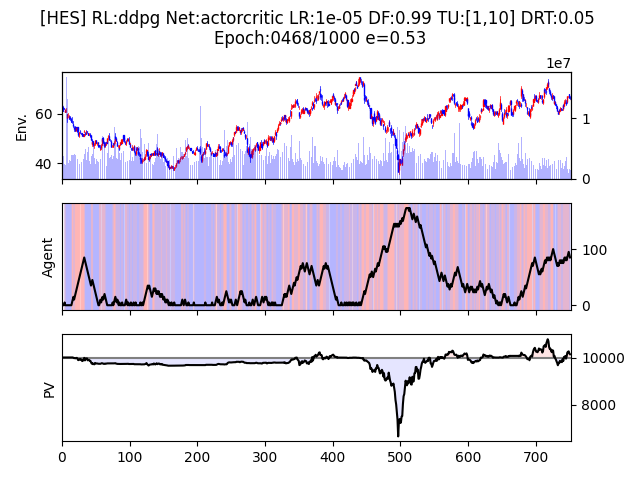 [HES] RL:ddpg Net:actorcritic LR:1e-05 DF:0.99 TU:[1,10] DRT:0.05
Epoch:0468/1000 e=0.53
1e7
Env.
60
40
1
0
Agent
100
0
PV
10000
8000
0 100 200 300 400 500 600 700